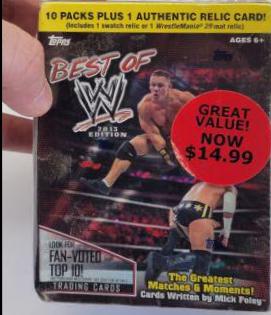 10 PACKS PLUS 1 AUTHENTIC RELIC CARD!
(Includes 1 swatch relic or 1 WrestleMania® 29 mat relic)
TOPPS
AGES 6+
BEST OF
W
2013
EDITION
GREAT
VALUE!
NOW
$14.99
LOOK FOR
FAN-VOTED
TOP 10!
TRADING CARDS
The Greatest
Matches & Moments!
Cards Written by Mick Foley